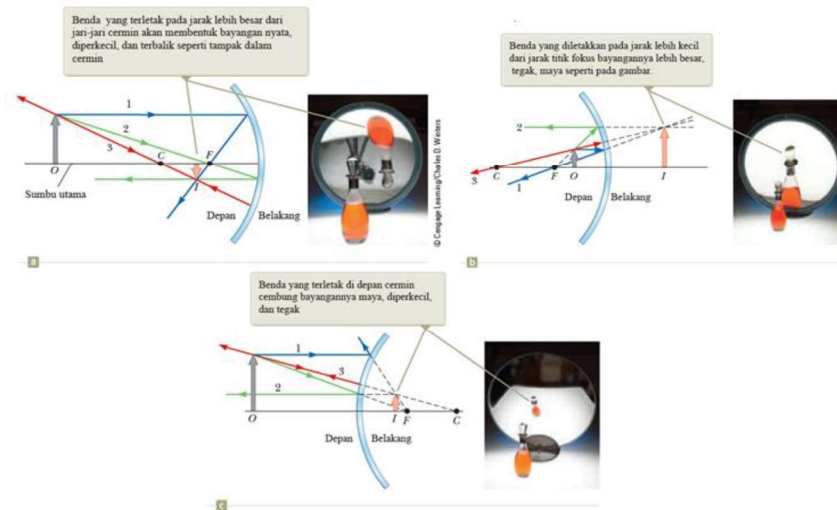 Benda yang terletak pada jarak lebih besar dari
jari-jari cermin akan membentuk bayangan nyata,
diperkecil, dan terbalik seperti tampak dalam
cermin
1
2
3
O
C
F
I
Sumbu utama
Depan
Belakang
© Cengage Learning/Charles D. Winters
a
Benda yang diletakkan pada jarak lebih kecil
dari jarak titik fokus bayangannya lebih besar,
tegak, maya seperti pada gambar.
2
3
C
1
F
O
I
Depan
Belakang
b
Benda yang terletak di depan cermin
cembung bayangannya maya, diperkecil,
dan tegak
1
3
2
O
I
F
C
Depan
Belakang
c